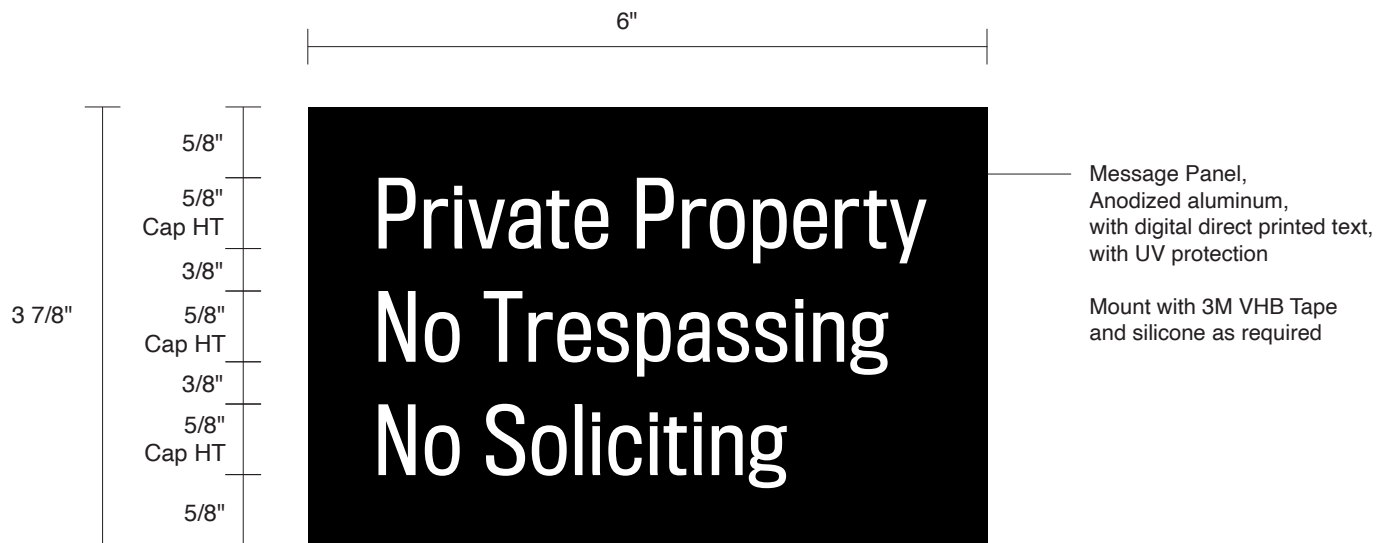 6"
5/8"
5/8"
Cap HT
3/8"
3 7/8"
5/8"
Cap HT
3/8"
5/8"
Cap HT
5/8"
Private Property
No Trespassing
No Soliciting
Message Panel,
Anodized aluminum,
with digital direct printed text,
with UV protection
Mount with 3M VHB Tape
and silicone as required